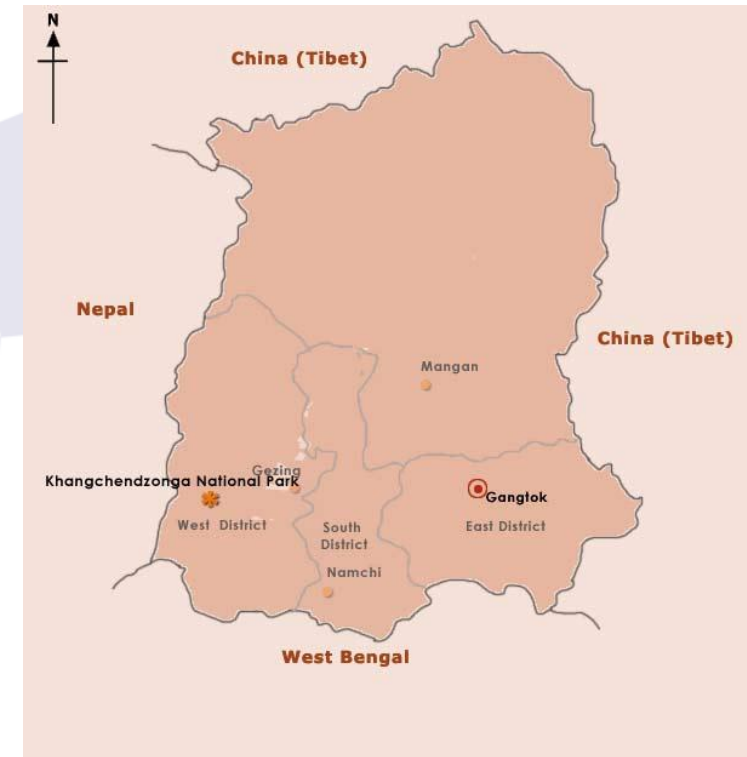 N
China (Tibet)
Nepal
China (Tibet)
Mangan
Gezing
Khangchendzonga National Park
Gangtok
West District
South
District
East District
Namchi
West Bengal